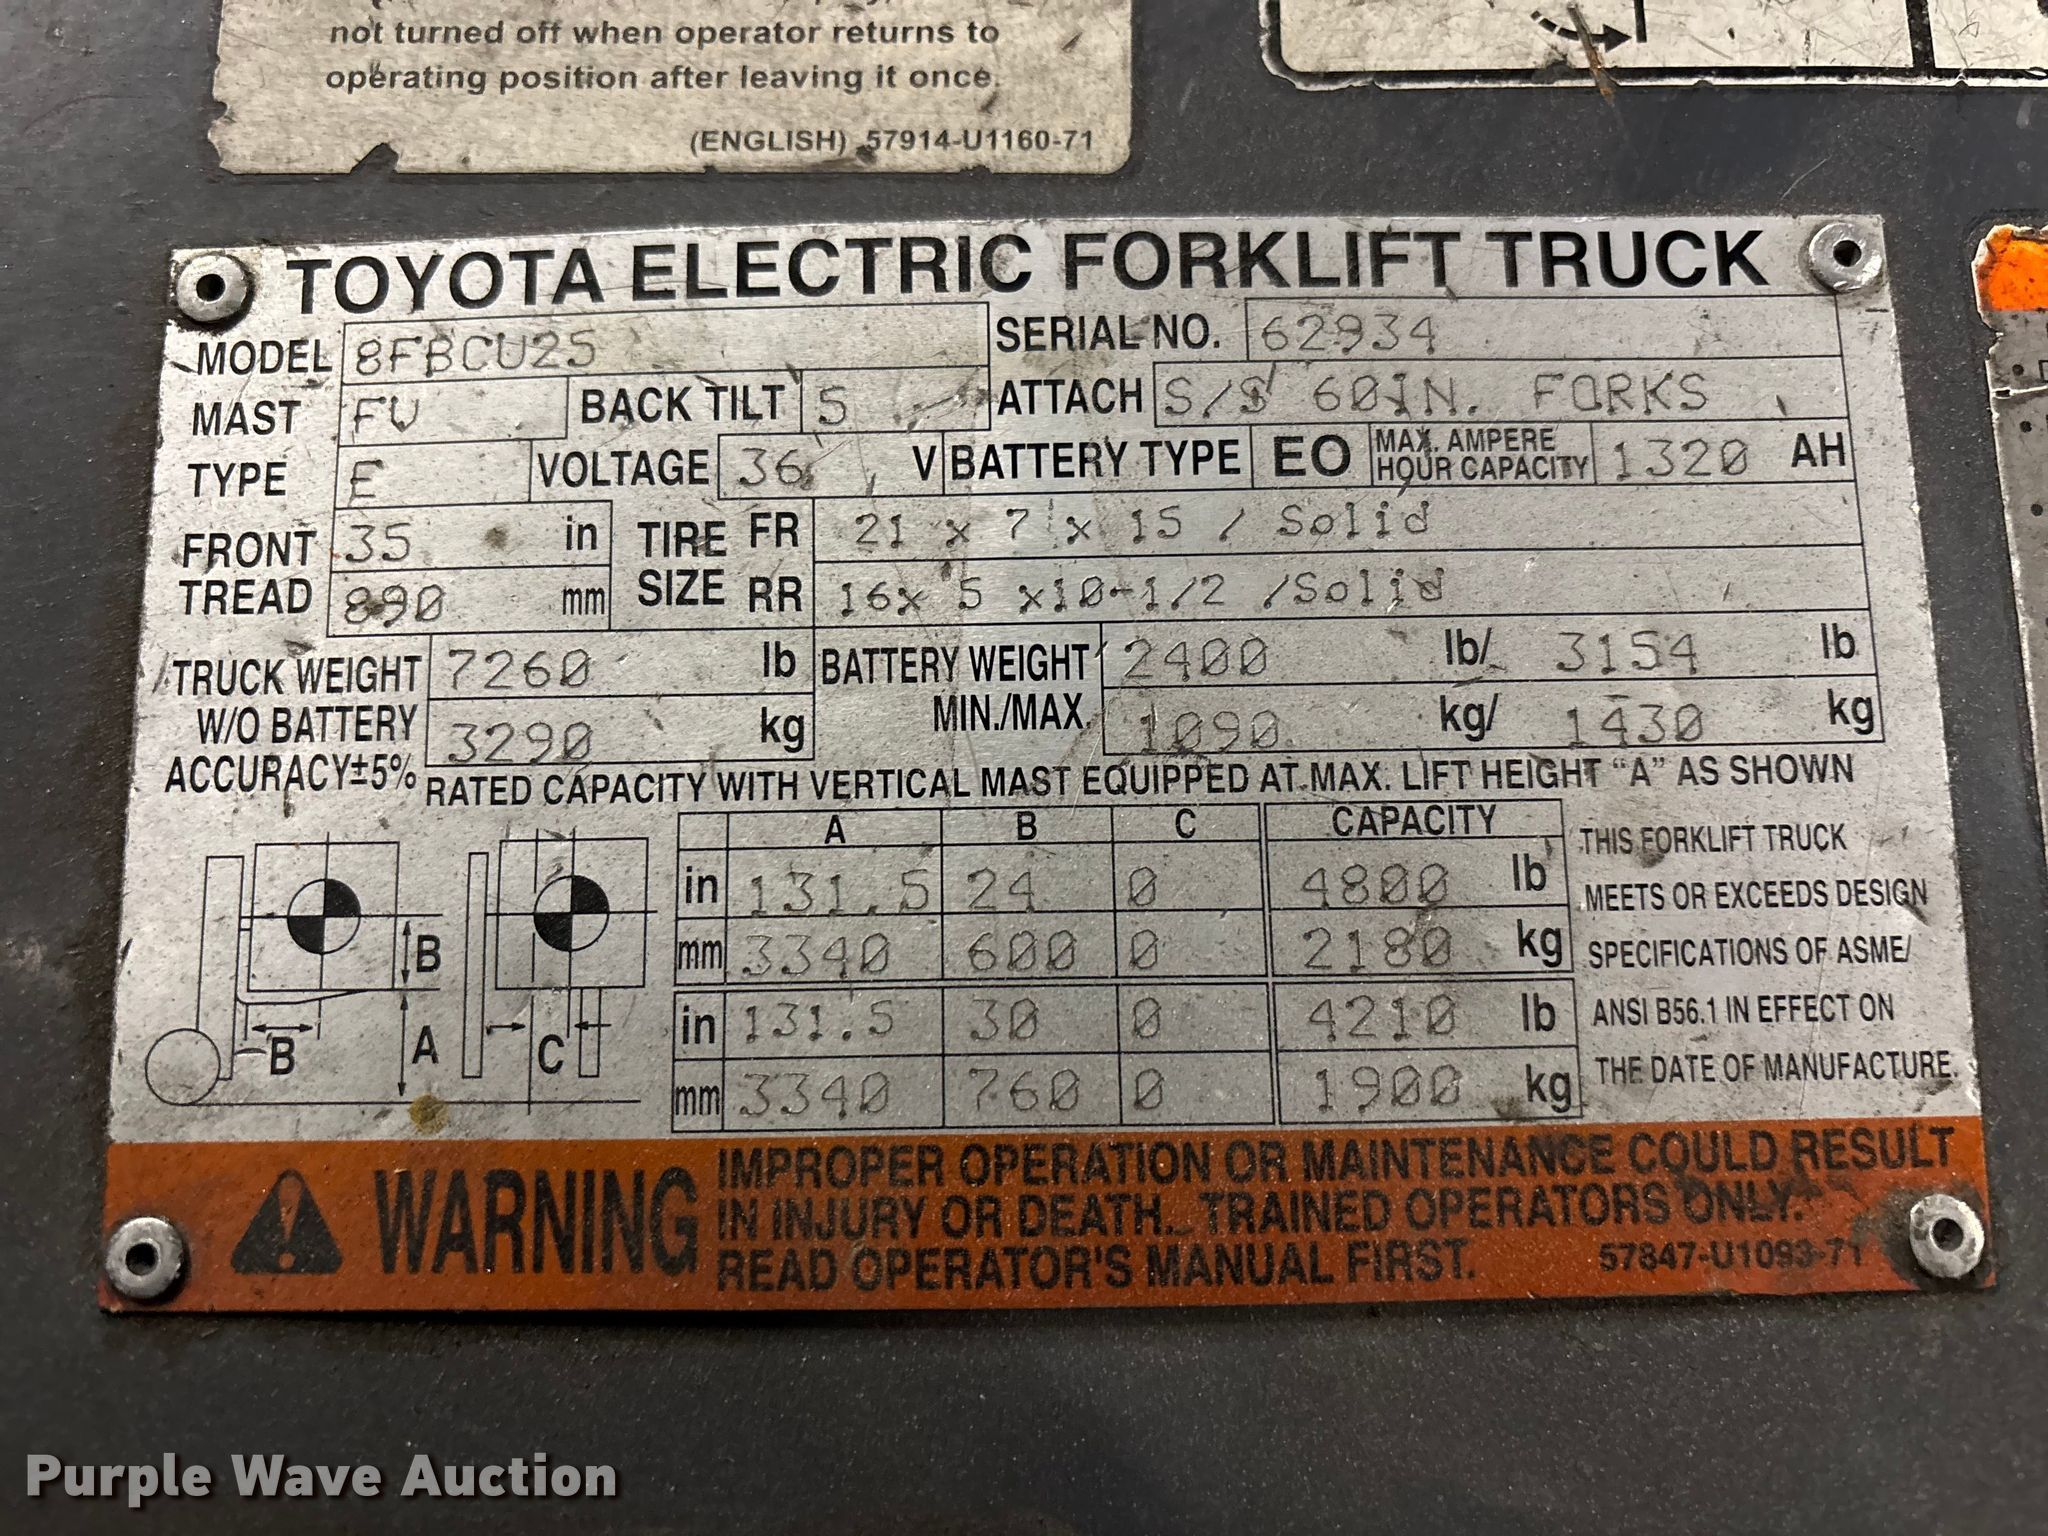 not turned off when operator returns to
operating position after leaving it once.
(ENGLISH) 57914-U1160-71
TOYOTA ELECTRIC FORKLIFT TRUCK
MODEL 8FBCU25 SERIAL NO. 62934
MAST FV BACK TILT 5 ATTACH S/S 60IN. FORKS
TYPE E VOLTAGE 36 V BATTERY TYPE EO MAX. AMPERE HOUR CAPACITY 1320 AH
FRONT TREAD 35 in TIRE SIZE FR 21 x 7 x 15 / Solid
890 mm RR 16x 5 x10-1/2 /Solid
TRUCK WEIGHT 7260 lb BATTERY WEIGHT 2400 lb/ 3154 lb
W/O BATTERY 3290 kg MIN./MAX. 1090 kg/ 1430 kg
ACCURACY±5%
RATED CAPACITY WITH VERTICAL MAST EQUIPPED AT MAX. LIFT HEIGHT "A" AS SHOWN
A B C CAPACITY
in 131.5 24 0 4800 lb
mm 3340 600 0 2180 kg
in 131.5 30 0 4210 lb
mm 3340 760 0 1900 kg
B
B A C
THIS FORKLIFT TRUCK
MEETS OR EXCEEDS DESIGN
SPECIFICATIONS OF ASME/
ANSI B56.1 IN EFFECT ON
THE DATE OF MANUFACTURE.
WARNING
IMPROPER OPERATION OR MAINTENANCE COULD RESULT
IN INJURY OR DEATH. TRAINED OPERATORS ONLY.
READ OPERATOR'S MANUAL FIRST. 57847-U1093-71
Purple Wave Auction